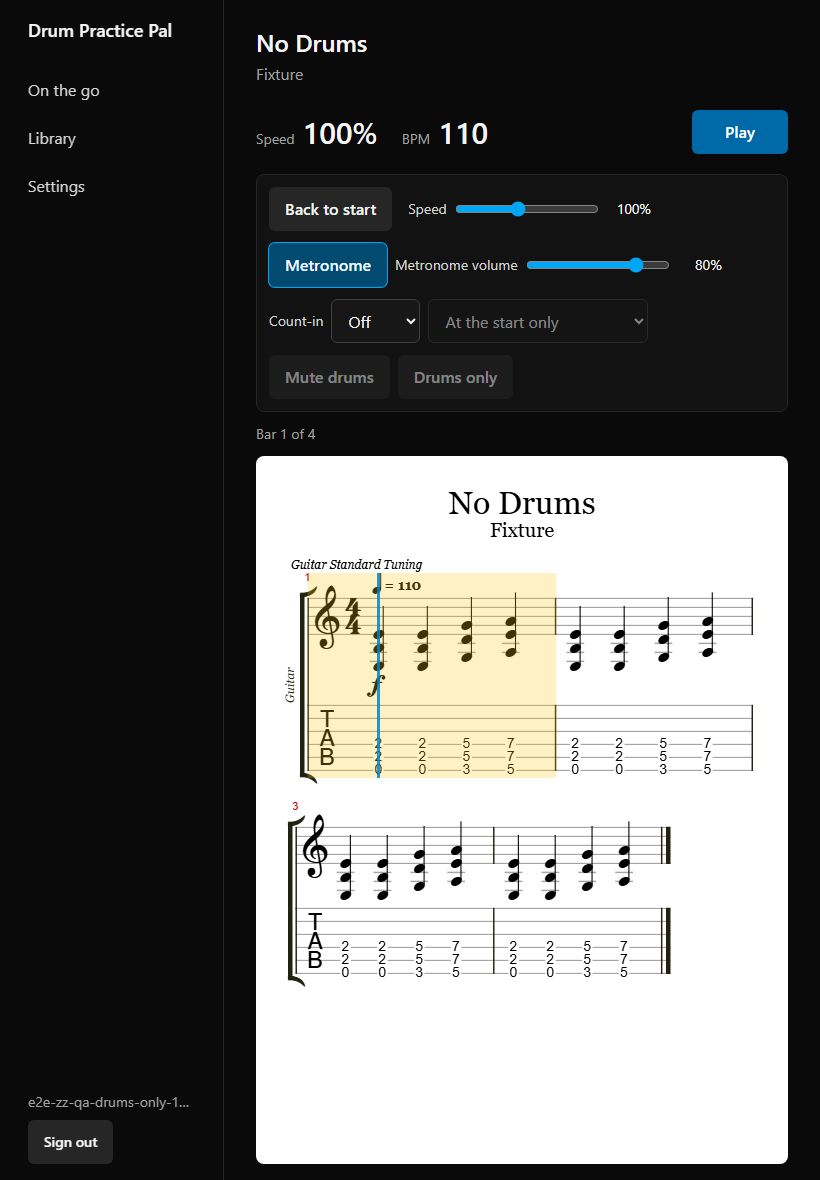 Drum Practice Pal
On the go
Library
Settings
No Drums
Fixture
Speed 100% BPM 110
Play
Back to start Speed 100%
Metronome Metronome volume 80%
Count-in Off At the start only
Mute drums Drums only
Bar 1 of 4
No Drums
Fixture
Guitar Standard Tuning
1
= 110
4
4
f
Guitar
T
A
B
2 2 5 7 2 2 5 7
2 2 5 7 2 2 5 7
0 0 3 5 0 0 3 5
3
T
A
B
2 2 5 7 2 2 5 7
2 2 5 7 2 2 5 7
0 0 3 5 0 0 3 5
e2e-zz-qa-drums-only-1...
Sign out